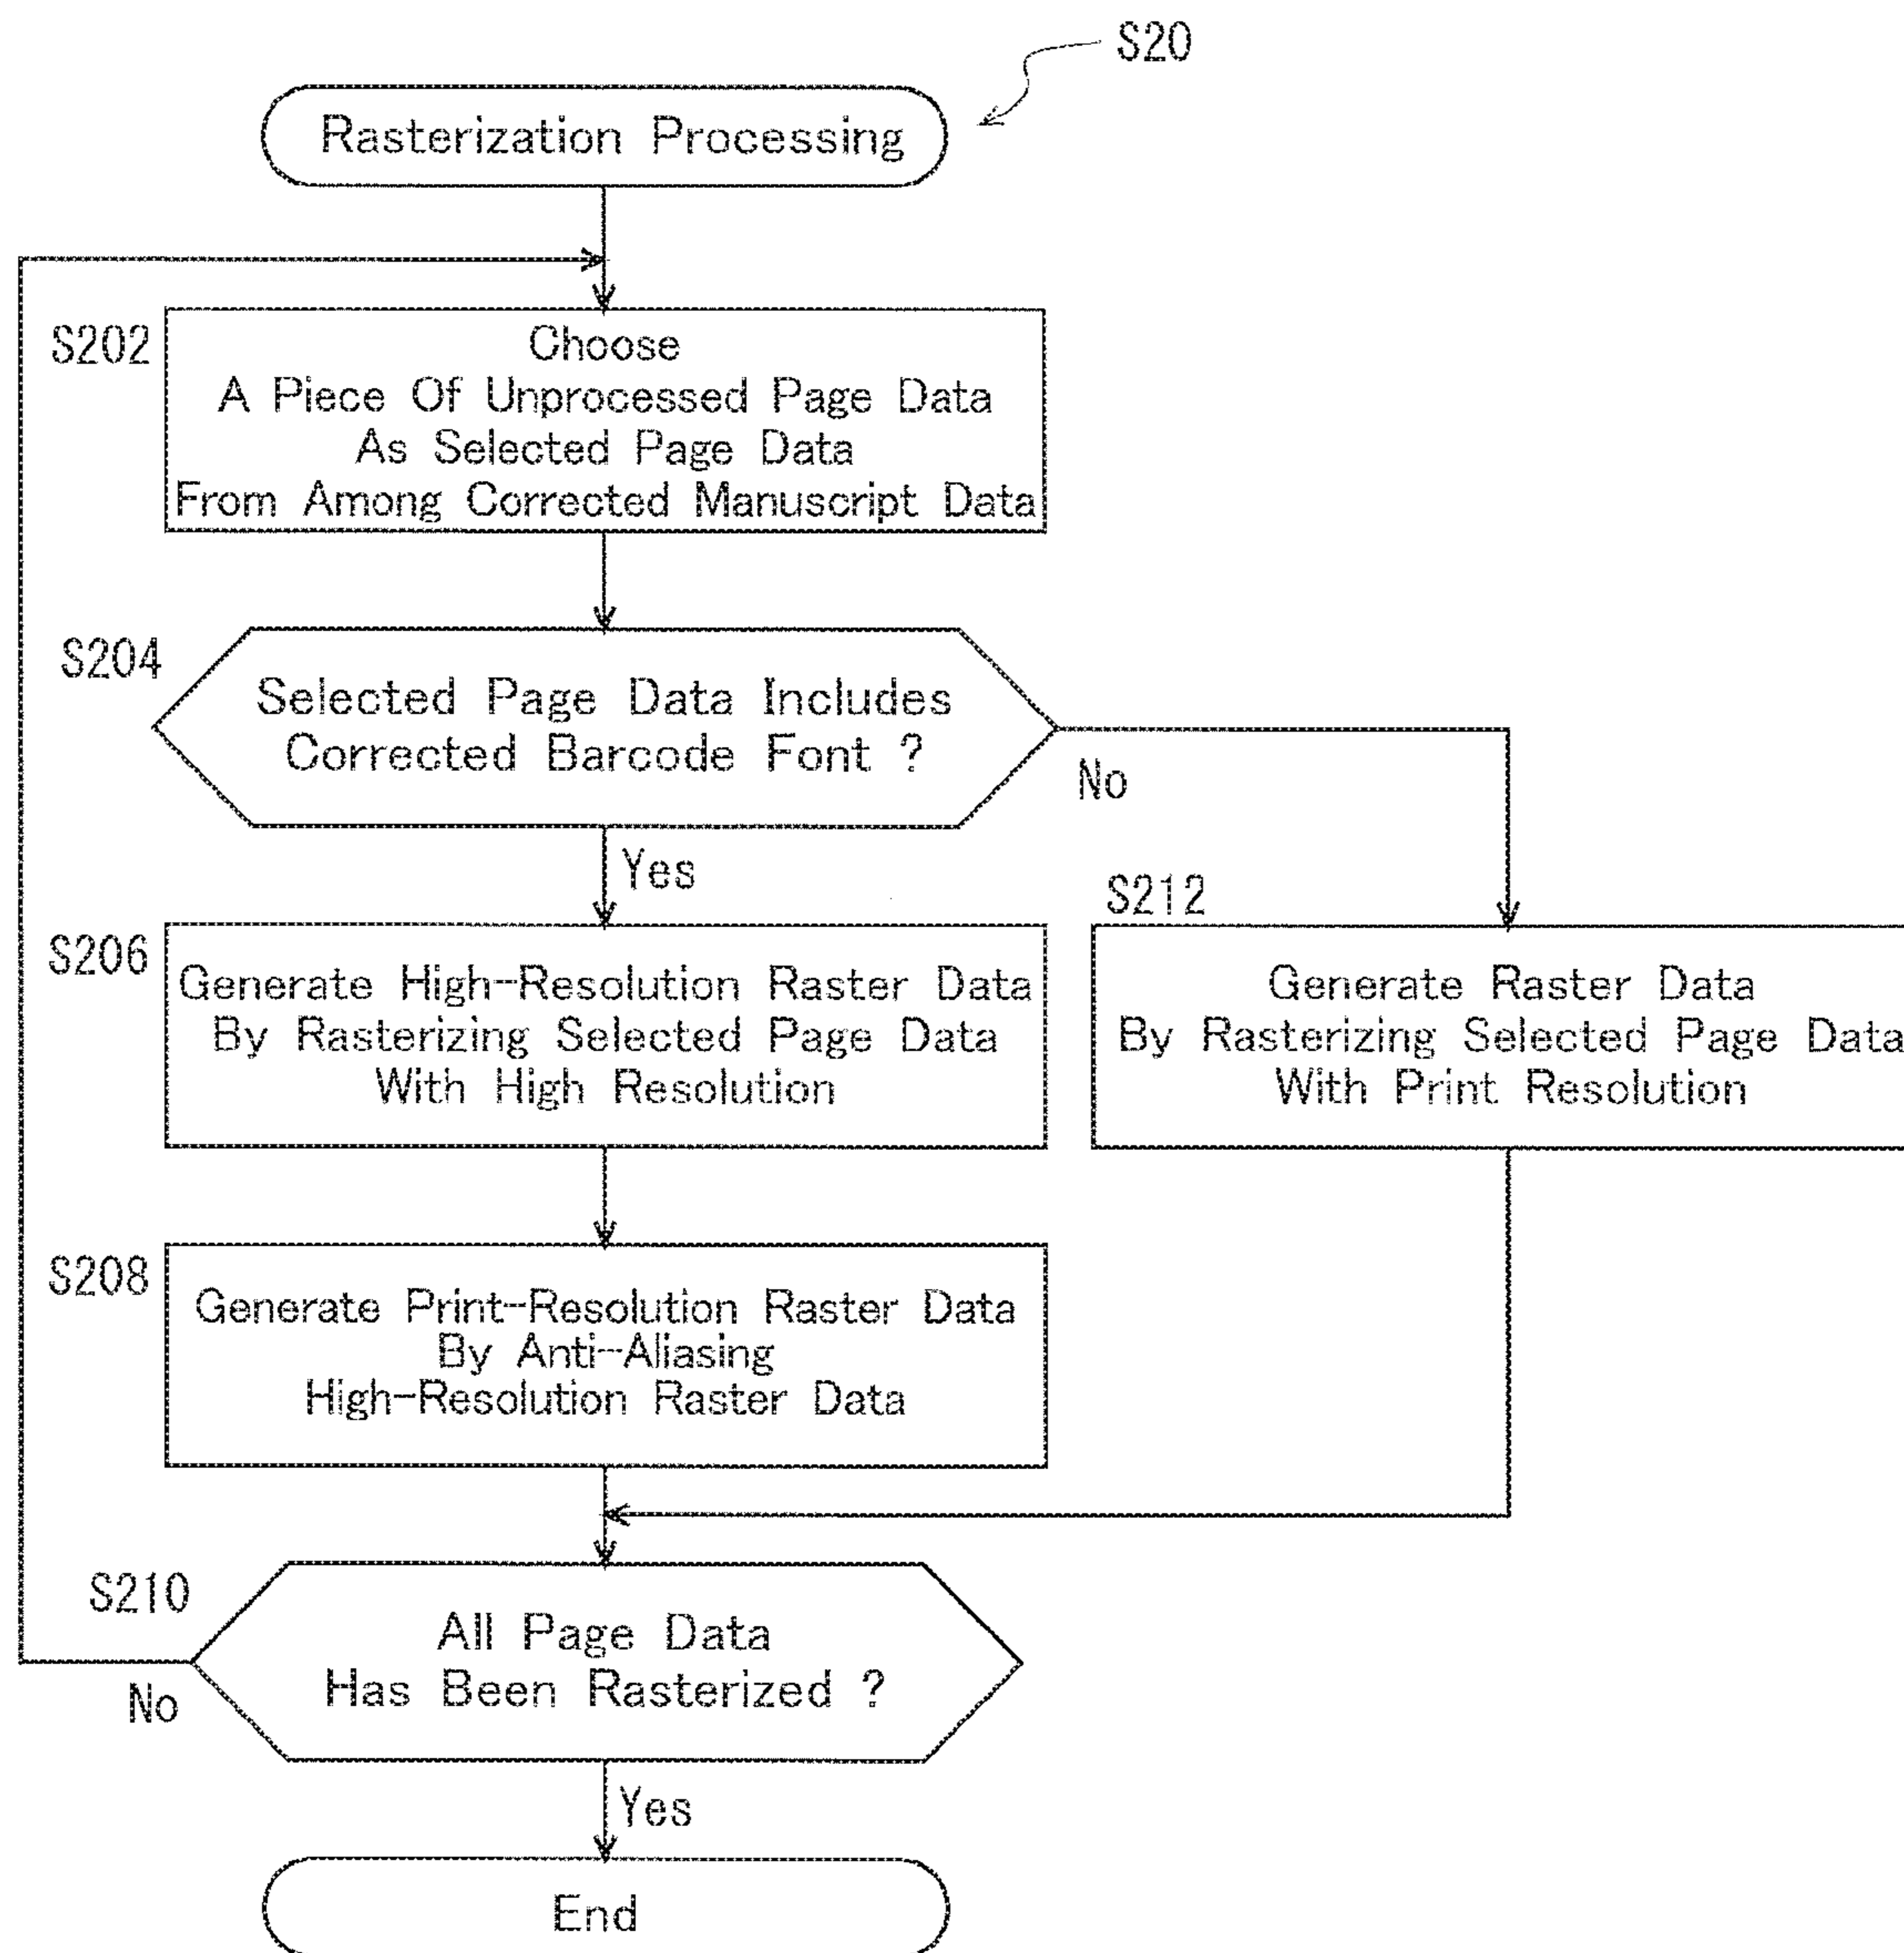 S20
Rasterization Processing
S202
Choose
A Piece Of Unprocessed Page Data
As Selected Page Data
From Among Corrected Manuscript Data
S204
Selected Page Data Includes
Corrected Barcode Font ?
No
Yes
S206
Generate High-Resolution Raster Data
By Rasterizing Selected Page Data
With High Resolution
S212
Generate Raster Data
By Rasterizing Selected Page Data
With Print Resolution
S208
Generate Print-Resolution Raster Data
By Anti-Aliasing
High-Resolution Raster Data
S210
All Page Data
Has Been Rasterized ?
No
Yes
End